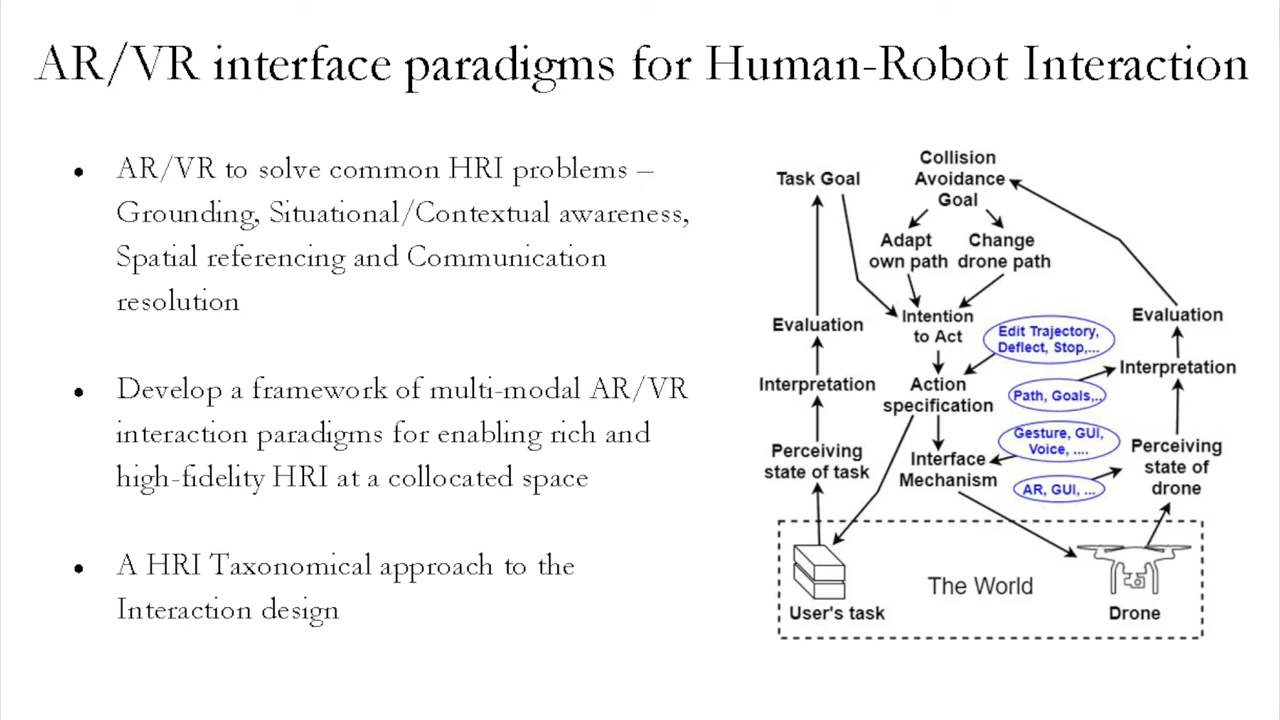 AR/VR interface paradigms for Human-Robot Interaction
• AR/VR to solve common HRI problems –
Grounding, Situational/Contextual awareness,
Spatial referencing and Communication
resolution
• Develop a framework of multi-modal AR/VR
interaction paradigms for enabling rich and
high-fidelity HRI at a collocated space
• A HRI Taxonomical approach to the
Interaction design
Task Goal
Collision
Avoidance
Goal
Adapt
own path
Change
drone path
Intention
to Act
Evaluation
Interpretation
Perceiving
state of task
Action
specification
Interface
Mechanism
Edit Trajectory,
Deflect, Stop,...
Path, Goals,..
Gesture, GUI,
Voice, ....
AR, GUI, ...
Evaluation
Interpretation
Perceiving
state of
drone
The World
User's task
Drone